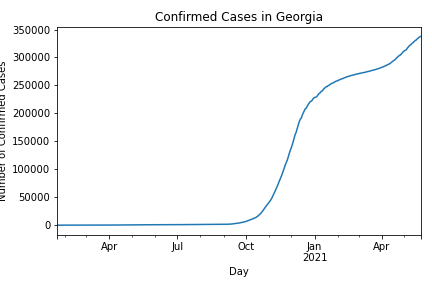 Confirmed Cases in Georgia
Number of Confirmed Cases
350000
300000
250000
200000
150000
100000
50000
0
Apr
Jul
Oct
Jan
2021
Apr
Day